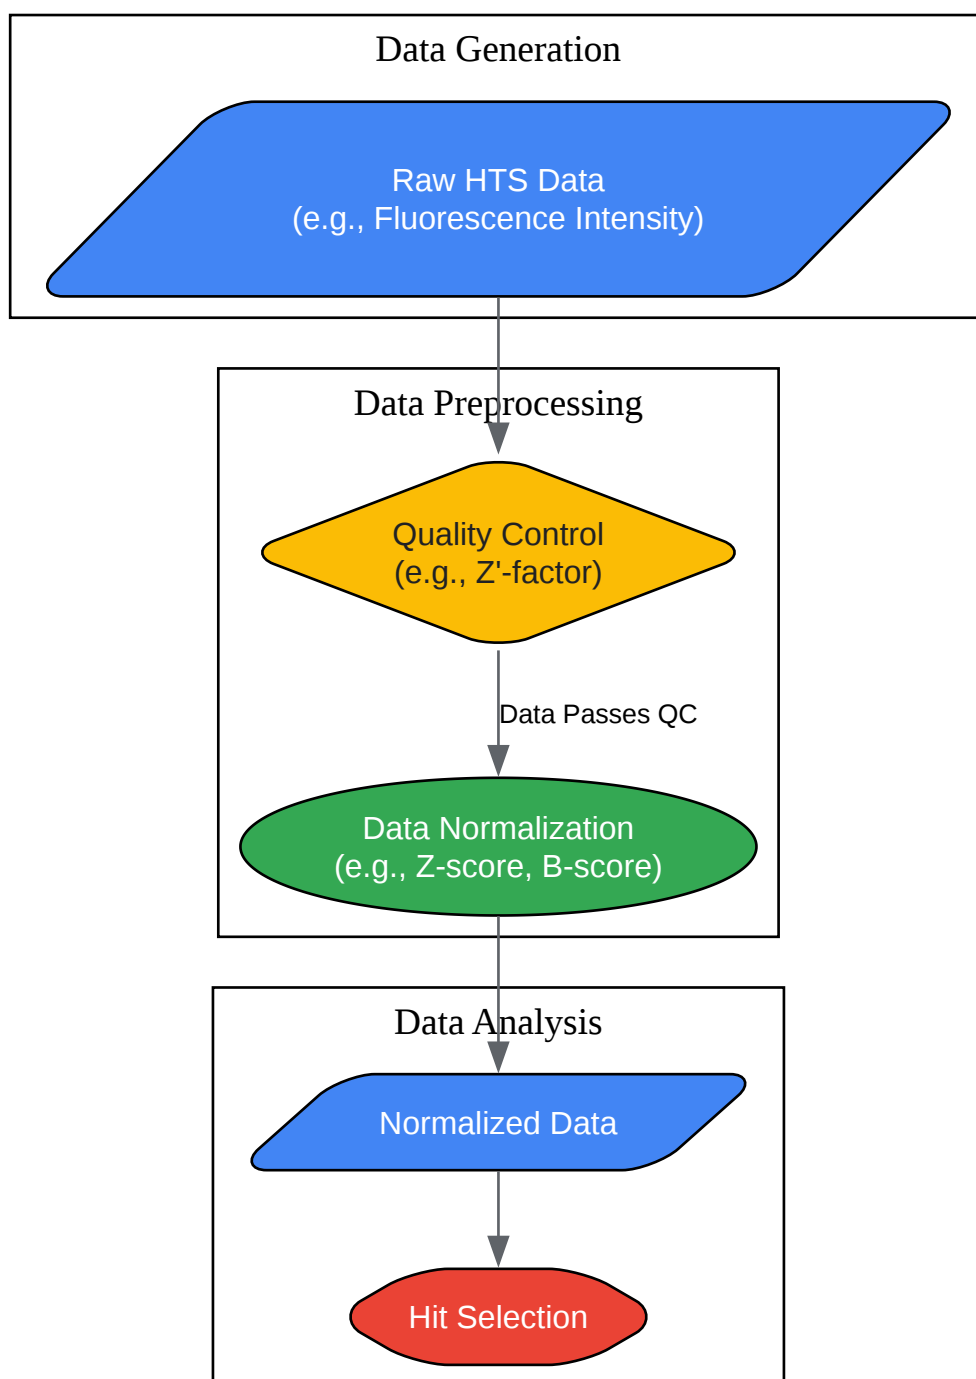 Data Generation
Raw HTS Data
(e.g., Fluorescence Intensity)
Data Preprocessing
Quality Control
(e.g., Z'-factor)
Data Passes QC
Data Normalization
(e.g., Z-score, B-score)
Data Analysis
Normalized Data
Hit Selection